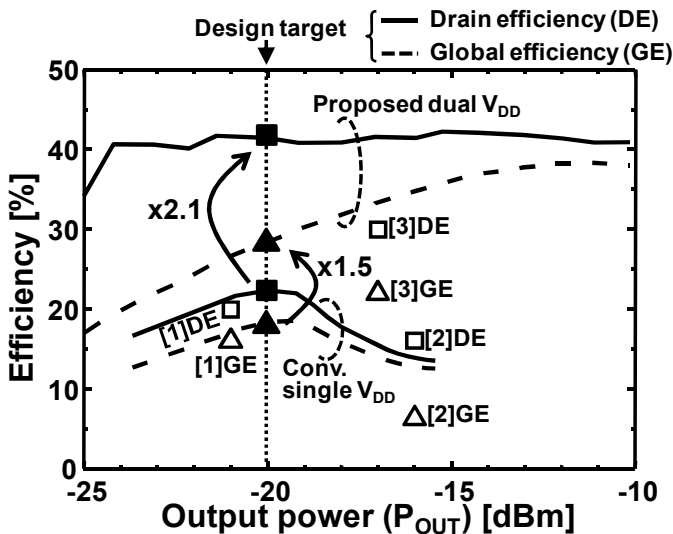 Design target
Drain efficiency (DE)
Global efficiency (GE)
50
40
30
20
10
0
Efficiency [%]
Proposed dual VDD
x2.1
x1.5
[3]DE
[3]GE
[1]DE
[1]GE
[2]DE
[2]GE
Conv.
single VDD
-25
-20
-15
-10
Output power (POUT) [dBm]